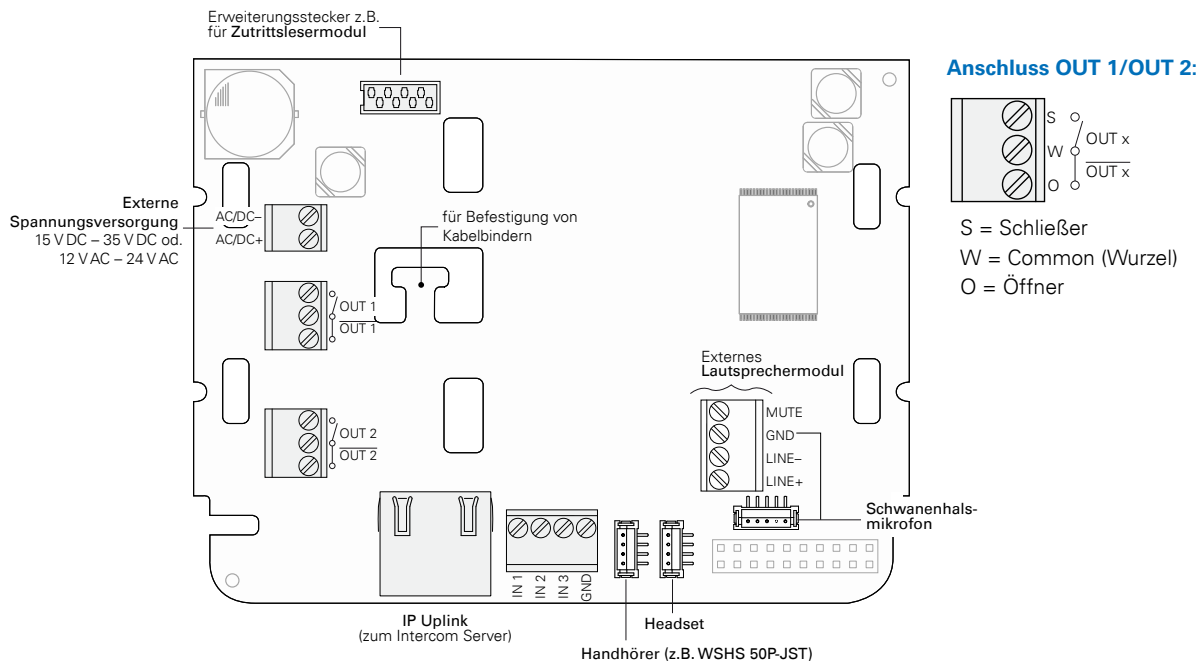 Erweiterungsstecker z.B.
für Zutrittslesermodul
Anschluss OUT 1/OUT 2:
S
W
O
OUT x
OUT x
S = Schließer
W = Common (Wurzel)
O = Öffner
Externe
Spannungsversorgung
15 V DC – 35 V DC od.
12 V AC – 24 V AC
AC/DC–
AC/DC+
für Befestigung von
Kabelbindern
OUT 1
OUT 1
OUT 2
OUT 2
Externes
Lautsprechermodul
MUTE
GND
LINE–
LINE+
Schwanenhals-
mikrofon
IN 1
IN 2
IN 3
GND
IP Uplink
(zum Intercom Server)
Headset
Handhörer (z.B. WSHS 50P-JST)